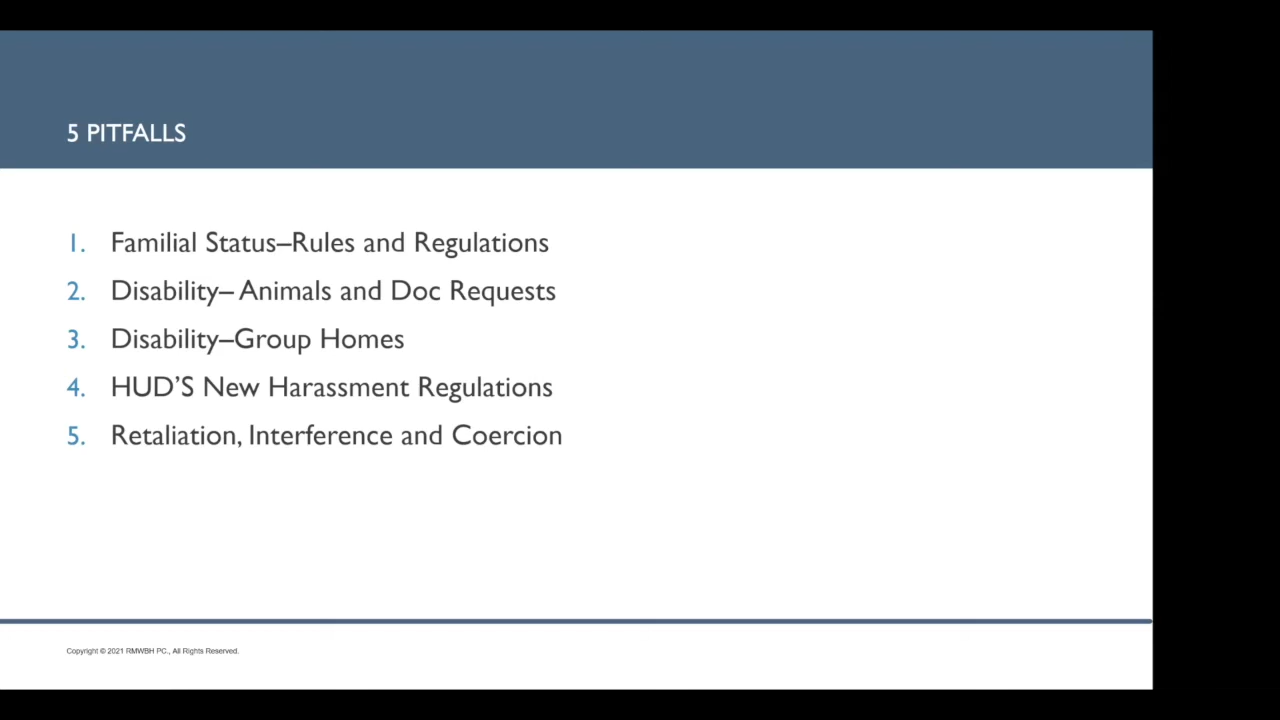 5 PITFALLS
1. Familial Status–Rules and Regulations
2. Disability– Animals and Doc Requests
3. Disability–Group Homes
4. HUD’S New Harassment Regulations
5. Retaliation, Interference and Coercion
Copyright © 2021 RMWBH PC., All Rights Reserved.